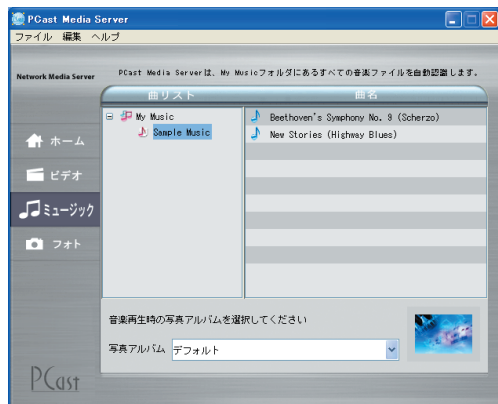 PCast Media Server
ファイル 編集 ヘルプ
Network Media Server
PCast Media Serverは、My Musicフォルダにあるすべての音楽ファイルを自動認識します。
曲リスト
曲名
My Music
Sample Music
Beethoven's Symphony No. 9 (Scherzo)
New Stories (Highway Blues)
ホーム
ビデオ
ミュージック
フォト
音楽再生時の写真アルバムを選択してください
写真アルバム デフォルト
PCast